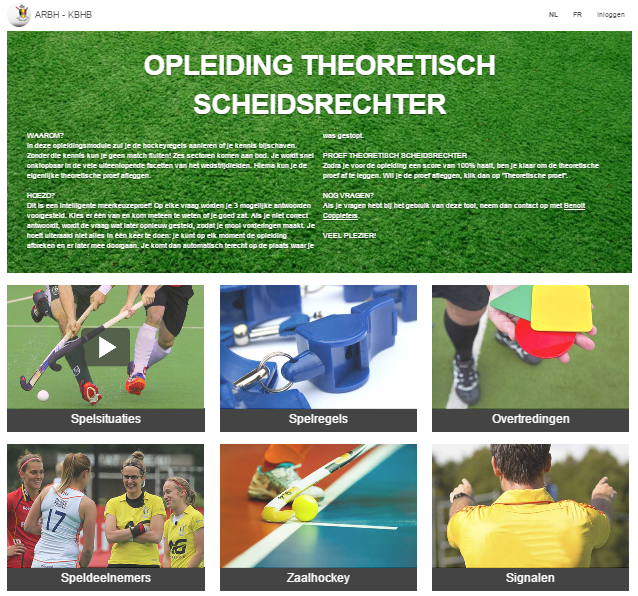 ARBH - KBHB
NL FR Inloggen
OPLEIDING THEORETISCH
SCHEIDSRECHTER
WAAROM?
In deze opleidingsmodule zul je de hockeyregels aanleren of je kennis bijschaven.
Zonder die kennis kun je geen match fluiten! Zes sectoren komen aan bod. Je wordt snel
onklopbaar in de vele uiteenlopende facetten van het wedstrijdleiden. Hierna kun je de
eigenlijke theoretische proef afleggen.
HOEZO?
Dit is een intelligente meerkeuzeproef! Op elke vraag worden je 3 mogelijke antwoorden
voorgesteld. Kies er één van en kom meteen te weten of je goed zat. Als je niet correct
antwoordt, wordt de vraag wat later opnieuw gesteld, zodat je mooi vorderingen maakt. Je
hoeft uiteraard niet alles in één keer te doen: je kunt op elk moment de opleiding
afbreken en er later mee doorgaan. Je komt dan automatisch terecht op de plaats waar je
was gestopt.
PROEF THEORETISCH SCHEIDSRECHTER
Zodra je voor de opleiding een score van 100% haalt, ben je klaar om de theoretische
proef af te leggen. Wil je de proef afleggen, klik dan op "Theoretische proef".
NOG VRAGEN?
Als je vragen hebt bij het gebruik van deze tool, neem dan contact op met Benoit
Coppieters.
VEEL PLEZIER!
Spelsituaties
Spelregels
Overtredingen
17
Speldeelnemers
Zaalhockey
Signalen